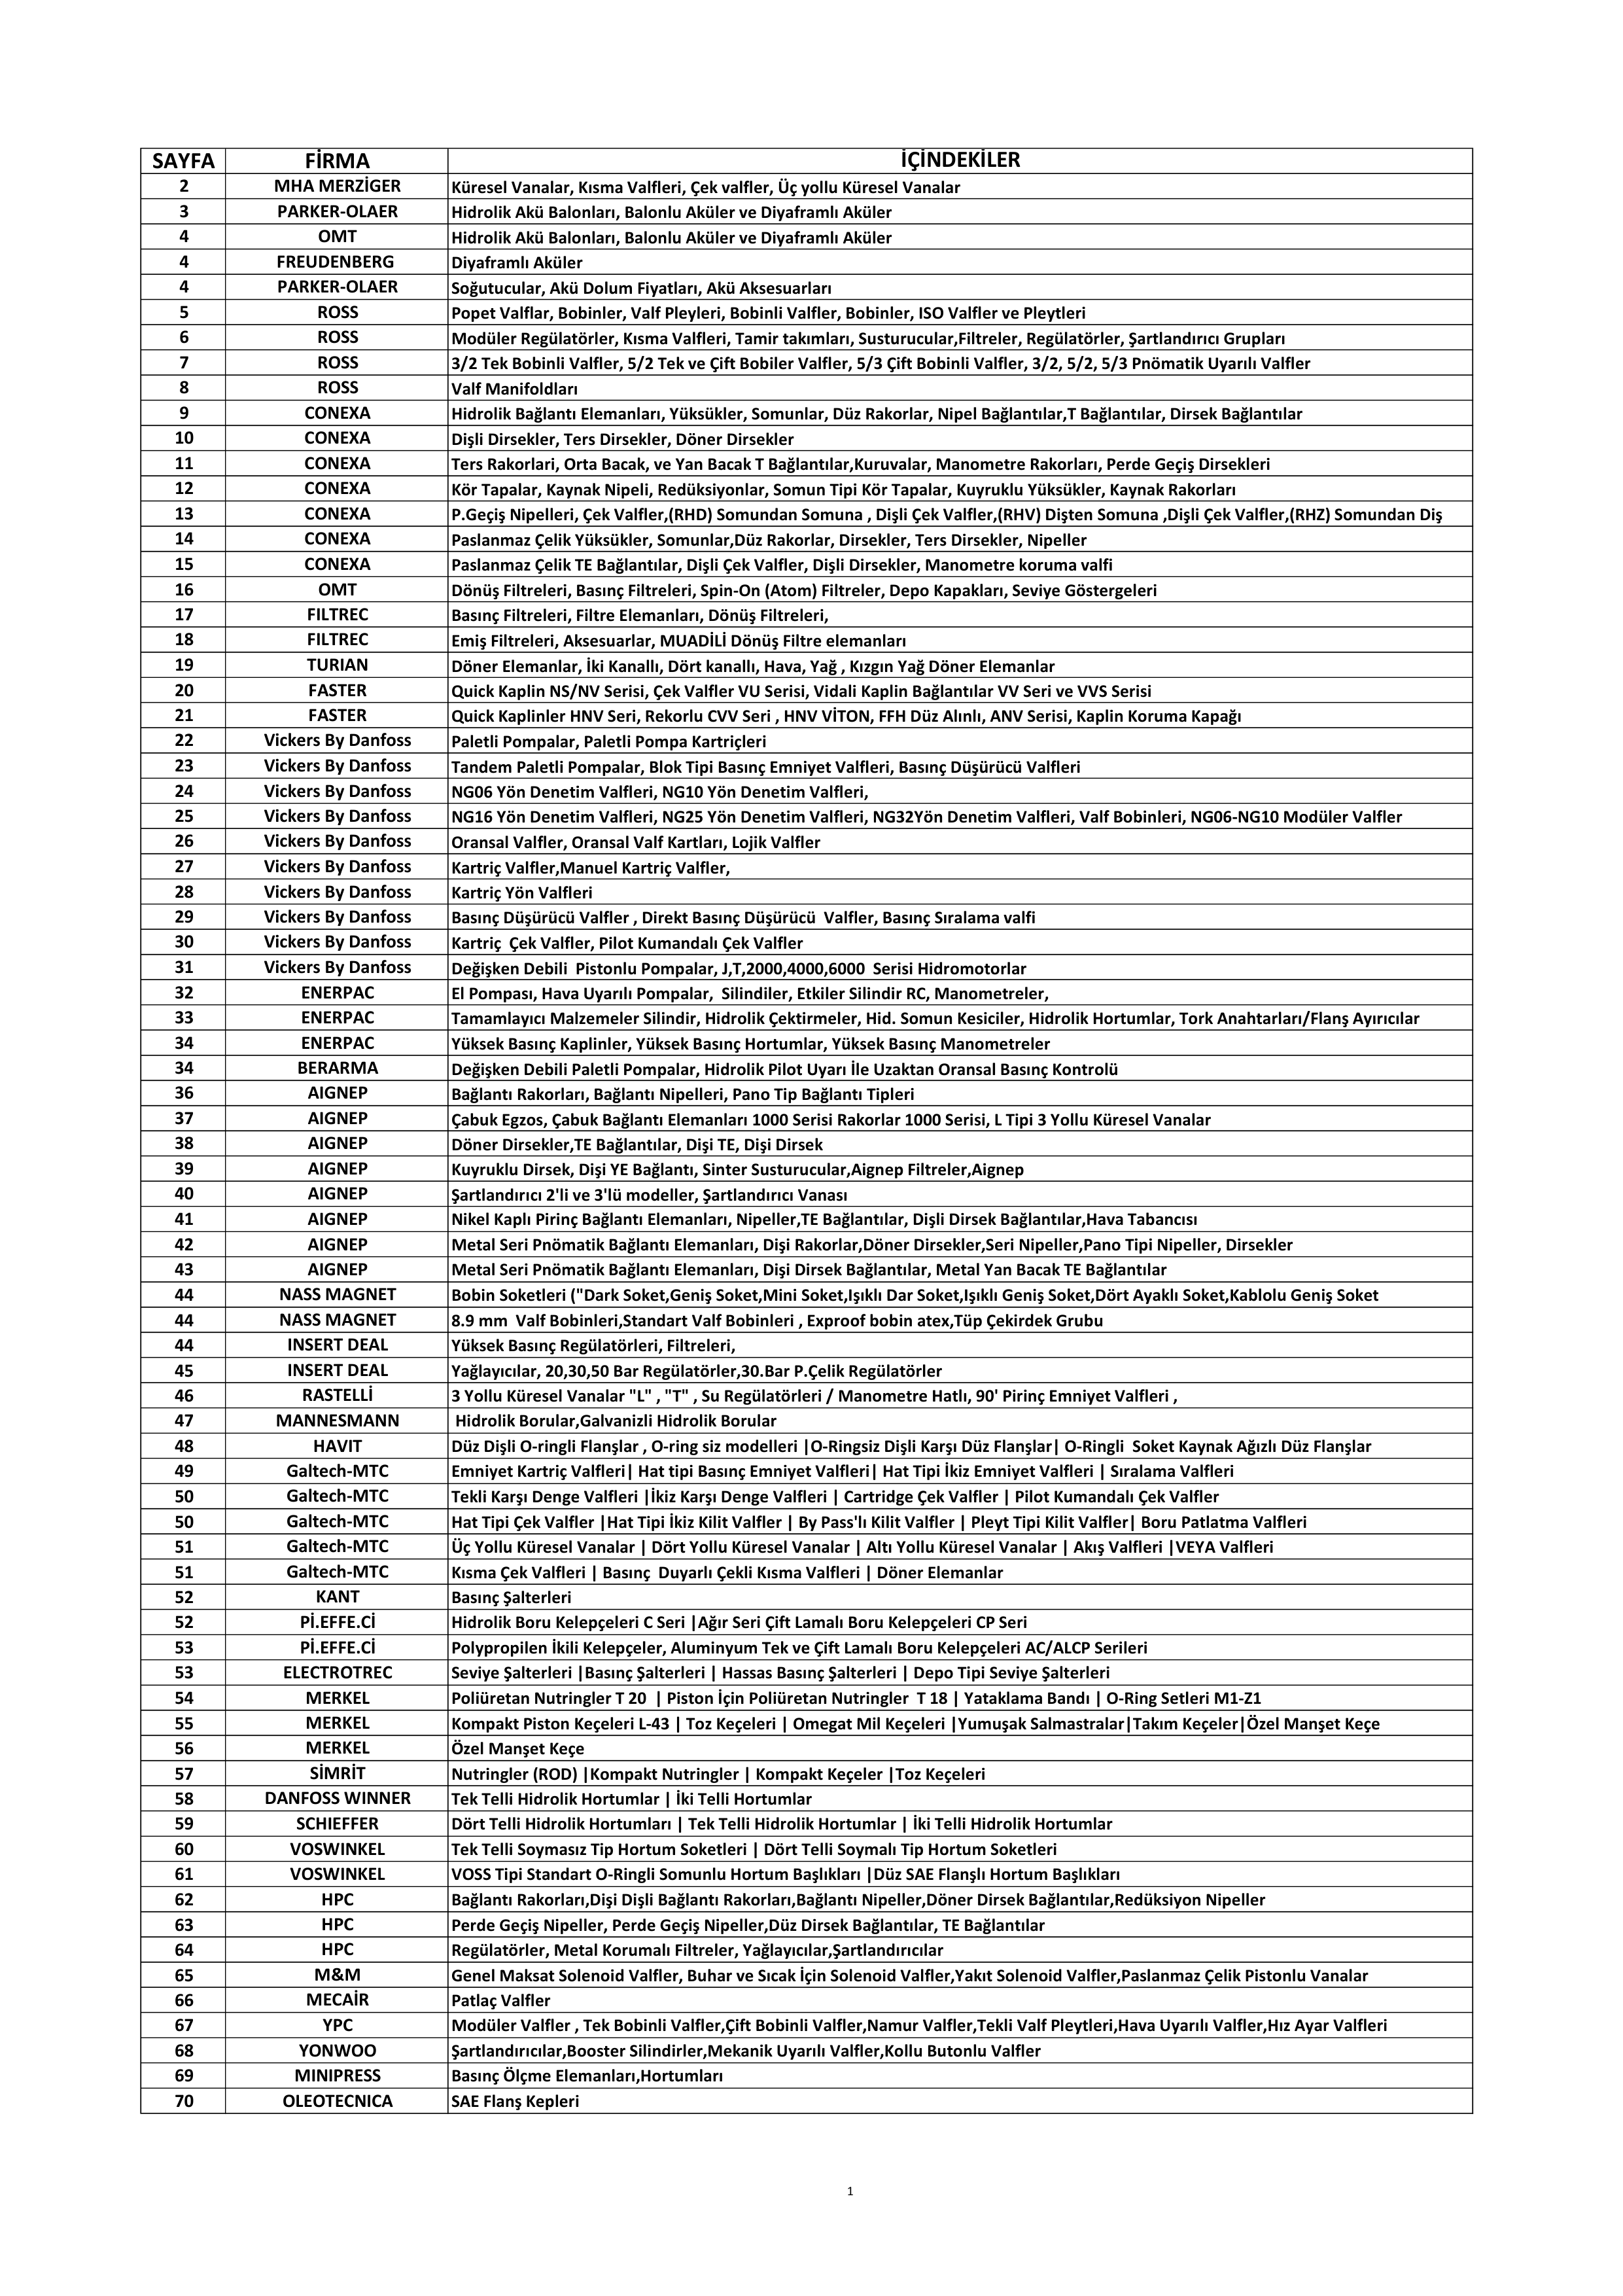 SAYFA FİRMA İÇİNDEKİLER
2 MHA MERZİGER Küresel Vanalar, Kısma Valfleri, Çek valfler, Üç yollu Küresel Vanalar
3 PARKER-OLAER Hidrolik Akü Balonları, Balonlu Aküler ve Diyaframlı Aküler
4 OMT Hidrolik Akü Balonları, Balonlu Aküler ve Diyaframlı Aküler
4 FREUDENBERG Diyaframlı Aküler
4 PARKER-OLAER Soğutucular, Akü Dolum Fiyatları, Akü Aksesuarları
5 ROSS Popet Valflar, Bobinler, Valf Pleyleri, Bobinli Valfler, Bobinler, ISO Valfler ve Pleytleri
6 ROSS Modüler Regülatörler, Kısma Valfleri, Tamir takımları, Susturucular,Filtreler, Regülatörler, Şartlandırıcı Grupları
7 ROSS 3/2 Tek Bobinli Valfler, 5/2 Tek ve Çift Bobiler Valfler, 5/3 Çift Bobinli Valfler, 3/2, 5/2, 5/3 Pnömatik Uyarılı Valfler
8 ROSS Valf Manifoldları
9 CONEXA Hidrolik Bağlantı Elemanları, Yüksükler, Somunlar, Düz Rakorlar, Nipel Bağlantılar,T Bağlantılar, Dirsek Bağlantılar
10 CONEXA Dişli Dirsekler, Ters Dirsekler, Döner Dirsekler
11 CONEXA Ters Rakorlari, Orta Bacak, ve Yan Bacak T Bağlantılar,Kuruvalar, Manometre Rakorları, Perde Geçiş Dirsekleri
12 CONEXA Kör Tapalar, Kaynak Nipeli, Redüksiyonlar, Somun Tipi Kör Tapalar, Kuyruklu Yüksükler, Kaynak Rakorları
13 CONEXA P.Geçiş Nipelleri, Çek Valfler,(RHD) Somundan Somuna , Dişli Çek Valfler,(RHV) Dişten Somuna ,Dişli Çek Valfler,(RHZ) Somundan Diş
14 CONEXA Paslanmaz Çelik Yüksükler, Somunlar,Düz Rakorlar, Dirsekler, Ters Dirsekler, Nipeller
15 CONEXA Paslanmaz Çelik TE Bağlantılar, Dişli Çek Valfler, Dişli Dirsekler, Manometre koruma valfi
16 OMT Dönüş Filtreleri, Basınç Filtreleri, Spin-On (Atom) Filtreler, Depo Kapakları, Seviye Göstergeleri
17 FILTREC Basınç Filtreleri, Filtre Elemanları, Dönüş Filtreleri,
18 FILTREC Emiş Filtreleri, Aksesuarlar, MUADİLİ Dönüş Filtre elemanları
19 TURIAN Döner Elemanlar, İki Kanallı, Dört kanallı, Hava, Yağ , Kızgın Yağ Döner Elemanlar
20 FASTER Quick Kaplin NS/NV Serisi, Çek Valfler VU Serisi, Vidali Kaplin Bağlantılar VV Seri ve VVS Serisi
21 FASTER Quick Kaplinler HNV Seri, Rekorlu CVV Seri , HNV VİTON, FFH Düz Alınlı, ANV Serisi, Kaplin Koruma Kapağı
22 Vickers By Danfoss Paletli Pompalar, Paletli Pompa Kartriçleri
23 Vickers By Danfoss Tandem Paletli Pompalar, Blok Tipi Basınç Emniyet Valfleri, Basınç Düşürücü Valfleri
24 Vickers By Danfoss NG06 Yön Denetim Valfleri, NG10 Yön Denetim Valfleri,
25 Vickers By Danfoss NG16 Yön Denetim Valfleri, NG25 Yön Denetim Valfleri, NG32Yön Denetim Valfleri, Valf Bobinleri, NG06-NG10 Modüler Valfler
26 Vickers By Danfoss Oransal Valfler, Oransal Valf Kartları, Lojik Valfler
27 Vickers By Danfoss Kartriç Valfler,Manuel Kartriç Valfler,
28 Vickers By Danfoss Kartriç Yön Valfleri
29 Vickers By Danfoss Basınç Düşürücü Valfler , Direkt Basınç Düşürücü  Valfler, Basınç Sıralama valfi
30 Vickers By Danfoss Kartriç  Çek Valfler, Pilot Kumandalı Çek Valfler
31 Vickers By Danfoss Değişken Debili  Pistonlu Pompalar, J,T,2000,4000,6000  Serisi Hidromotorlar
32 ENERPAC El Pompası, Hava Uyarılı Pompalar,  Silindiler, Etkiler Silindir RC, Manometreler,
33 ENERPAC Tamamlayıcı Malzemeler Silindir, Hidrolik Çektirmeler, Hid. Somun Kesiciler, Hidrolik Hortumlar, Tork Anahtarları/Flanş Ayırıcılar
34 ENERPAC Yüksek Basınç Kaplinler, Yüksek Basınç Hortumlar, Yüksek Basınç Manometreler
34 BERARMA Değişken Debili Paletli Pompalar, Hidrolik Pilot Uyarı İle Uzaktan Oransal Basınç Kontrolü
36 AIGNEP Bağlantı Rakorları, Bağlantı Nipelleri, Pano Tip Bağlantı Tipleri
37 AIGNEP Çabuk Egzos, Çabuk Bağlantı Elemanları 1000 Serisi Rakorlar 1000 Serisi, L Tipi 3 Yollu Küresel Vanalar
38 AIGNEP Döner Dirsekler,TE Bağlantılar, Dişi TE, Dişi Dirsek
39 AIGNEP Kuyruklu Dirsek, Dişi YE Bağlantı, Sinter Susturucular,Aignep Filtreler,Aignep
40 AIGNEP Şartlandırıcı 2'li ve 3'lü modeller, Şartlandırıcı Vanası
41 AIGNEP Nikel Kaplı Pirinç Bağlantı Elemanları, Nipeller,TE Bağlantılar, Dişli Dirsek Bağlantılar,Hava Tabancısı
42 AIGNEP Metal Seri Pnömatik Bağlantı Elemanları, Dişi Rakorlar,Döner Dirsekler,Seri Nipeller,Pano Tipi Nipeller, Dirsekler
43 AIGNEP Metal Seri Pnömatik Bağlantı Elemanları, Dişi Dirsek Bağlantılar, Metal Yan Bacak TE Bağlantılar
44 NASS MAGNET Bobin Soketleri ("Dark Soket,Geniş Soket,Mini Soket,Işıklı Dar Soket,Işıklı Geniş Soket,Dört Ayaklı Soket,Kablolu Geniş Soket
44 NASS MAGNET 8.9 mm  Valf Bobinleri,Standart Valf Bobinleri , Exproof bobin atex,Tüp Çekirdek Grubu
44 INSERT DEAL Yüksek Basınç Regülatörleri, Filtreleri,
45 INSERT DEAL Yağlayıcılar, 20,30,50 Bar Regülatörler,30.Bar P.Çelik Regülatörler
46 RASTELLİ 3 Yollu Küresel Vanalar "L" , "T" , Su Regülatörleri / Manometre Hatlı, 90' Pirinç Emniyet Valfleri ,
47 MANNESMANN Hidrolik Borular,Galvanizli Hidrolik Borular
48 HAVIT Düz Dişli O-ringli Flanşlar , O-ring siz modelleri |O-Ringsiz Dişli Karşı Düz Flanşlar| O-Ringli  Soket Kaynak Ağızlı Düz Flanşlar
49 Galtech-MTC Emniyet Kartriç Valfleri| Hat tipi Basınç Emniyet Valfleri| Hat Tipi İkiz Emniyet Valfleri | Sıralama Valfleri
50 Galtech-MTC Tekli Karşı Denge Valfleri |İkiz Karşı Denge Valfleri | Cartridge Çek Valfler | Pilot Kumandalı Çek Valfler
50 Galtech-MTC Hat Tipi Çek Valfler |Hat Tipi İkiz Kilit Valfler | By Pass'lı Kilit Valfler | Pleyt Tipi Kilit Valfler| Boru Patlatma Valfleri
51 Galtech-MTC Üç Yollu Küresel Vanalar | Dört Yollu Küresel Vanalar | Altı Yollu Küresel Vanalar | Akış Valfleri |VEYA Valfleri
51 Galtech-MTC Kısma Çek Valfleri | Basınç  Duyarlı Çekli Kısma Valfleri | Döner Elemanlar
52 KANT Basınç Şalterleri
52 Pİ.EFFE.Cİ Hidrolik Boru Kelepçeleri C Seri |Ağır Seri Çift Lamalı Boru Kelepçeleri CP Seri
53 Pİ.EFFE.Cİ Polypropilen İkili Kelepçeler, Aluminyum Tek ve Çift Lamalı Boru Kelepçeleri AC/ALCP Serileri
53 ELECTROTREC Seviye Şalterleri |Basınç Şalterleri | Hassas Basınç Şalterleri | Depo Tipi Seviye Şalterleri
54 MERKEL Poliüretan Nutringler T 20  | Piston İçin Poliüretan Nutringler  T 18 | Yataklama Bandı | O-Ring Setleri M1-Z1
55 MERKEL Kompakt Piston Keçeleri L-43 | Toz Keçeleri | Omegat Mil Keçeleri |Yumuşak Salmastralar|Takım Keçeler|Özel Manşet Keçe
56 MERKEL Özel Manşet Keçe
57 SİMRİT Nutringler (ROD) |Kompakt Nutringler | Kompakt Keçeler |Toz Keçeleri
58 DANFOSS WINNER Tek Telli Hidrolik Hortumlar | İki Telli Hortumlar
59 SCHIEFFER Dört Telli Hidrolik Hortumları | Tek Telli Hidrolik Hortumlar | İki Telli Hidrolik Hortumlar
60 VOSWINKEL Tek Telli Soymasız Tip Hortum Soketleri | Dört Telli Soymalı Tip Hortum Soketleri
61 VOSWINKEL VOSS Tipi Standart O-Ringli Somunlu Hortum Başlıkları |Düz SAE Flanşlı Hortum Başlıkları
62 HPC Bağlantı Rakorları,Dişi Dişli Bağlantı Rakorları,Bağlantı Nipeller,Döner Dirsek Bağlantılar,Redüksiyon Nipeller
63 HPC Perde Geçiş Nipeller, Perde Geçiş Nipeller,Düz Dirsek Bağlantılar, TE Bağlantılar
64 HPC Regülatörler, Metal Korumalı Filtreler, Yağlayıcılar,Şartlandırıcılar
65 M&M Genel Maksat Solenoid Valfler, Buhar ve Sıcak İçin Solenoid Valfler,Yakıt Solenoid Valfler,Paslanmaz Çelik Pistonlu Vanalar
66 MECAİR Patlaç Valfler
67 YPC Modüler Valfler , Tek Bobinli Valfler,Çift Bobinli Valfler,Namur Valfler,Tekli Valf Pleytleri,Hava Uyarılı Valfler,Hız Ayar Valfleri
68 YONWOO Şartlandırıcılar,Booster Silindirler,Mekanik Uyarılı Valfler,Kollu Butonlu Valfler
69 MINIPRESS Basınç Ölçme Elemanları,Hortumları
70 OLEOTECNICA SAE Flanş Kepleri
1